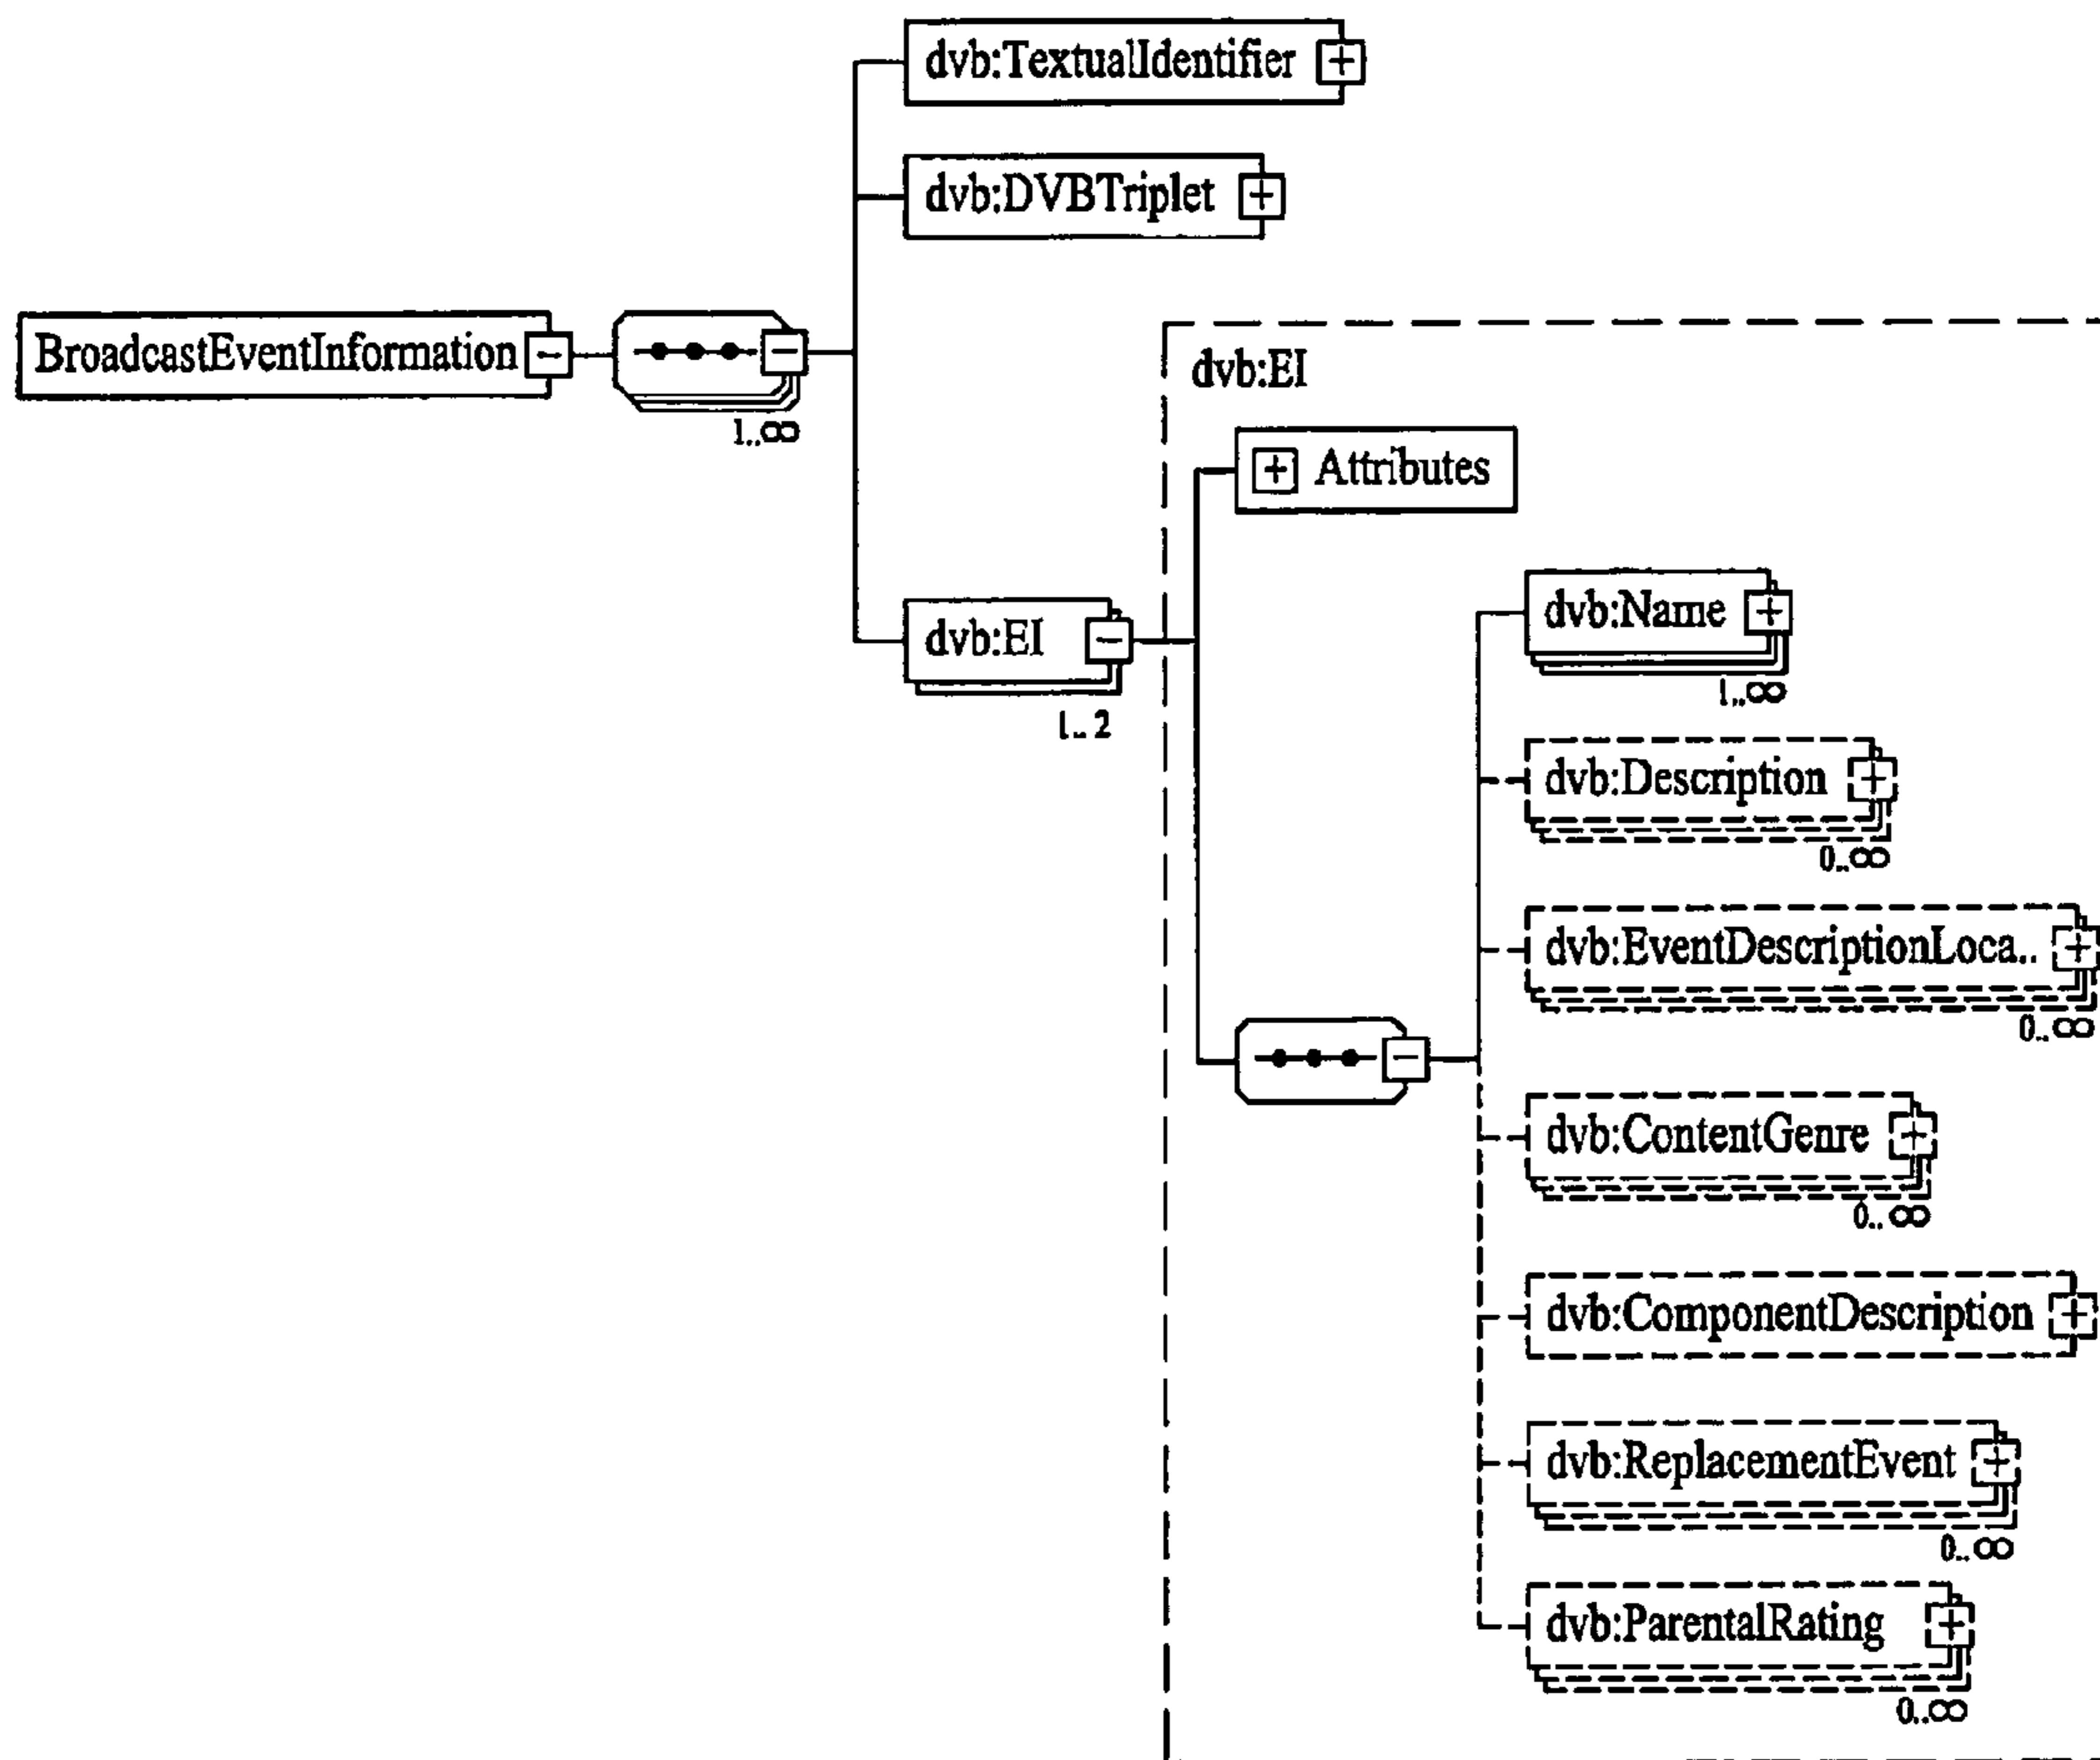 dvb:TextualIdentifier
dvb:DVBTriplet
BroadcastEventInformation
1..∞
dvb:EI
Attributes
dvb:EI
1..2
dvb:Name
1..∞
dvb:Description
0..∞
dvb:EventDescriptionLoca..
0..∞
dvb:ContentGenre
0..∞
dvb:ComponentDescription
dvb:ReplacementEvent
0..∞
dvb:ParentalRating
0..∞